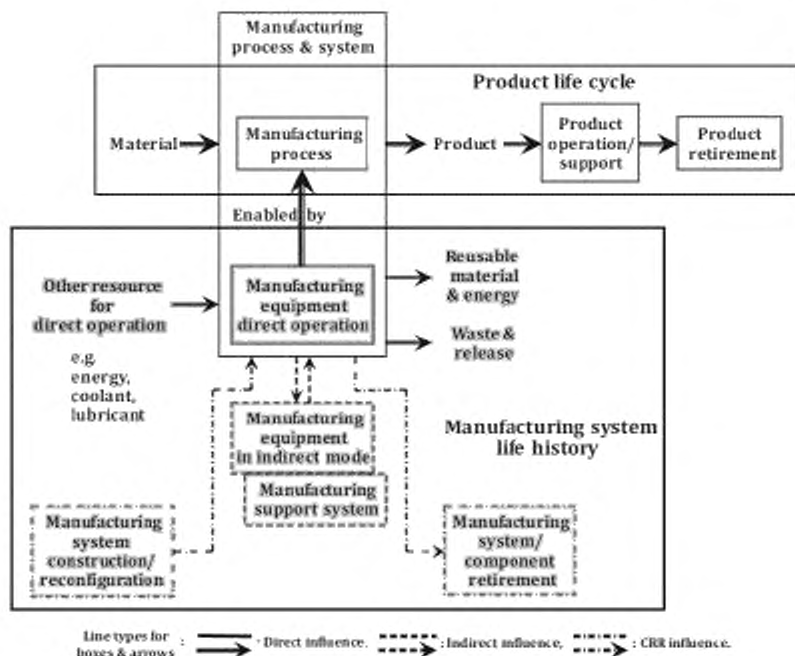 Manufacturing
process & system
Product life cycle
Material
Manufacturing
process
Product
Product
operation/
support
Product
retirement
Enabled by
Other resource
for
direct operation
e.g.
energy,
coolant,
lubricant
Manufacturing
equipment
direct operation
Reusable
material
& energy
Waste &
release
Manufacturing
equipment
in indirect mode
Manufacturing
support system
Manufacturing system
life history
Manufacturing
system
construction/
reconfiguration
Manufacturing
system/
component
retirement
Line types for
boxes & arrows
: Direct influence,
: Indirect influence,
: CRR influence.